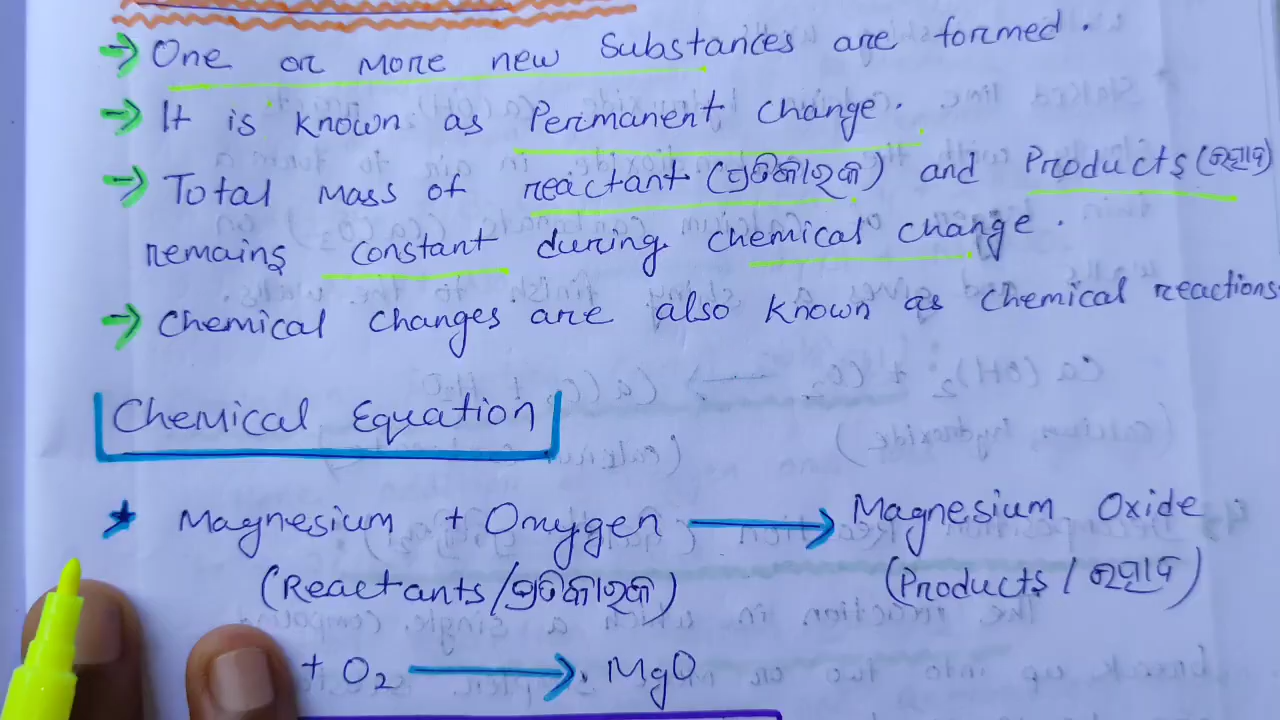 → One or more new Substances are formed.
→ It is known as Permanent change.
→ Total mass of reactant (ପ୍ରତିକାରକ) and Products (ଉତ୍ପାଦ)
remains constant during chemical change.
→ Chemical changes are also known as chemical reactions.
Chemical Equation
★ Magnesium + Oxygen → Magnesium Oxide
(Reactants/ପ୍ରତିକାରକ) (Products/ଉତ୍ପାଦ)
+ O₂ → MgO